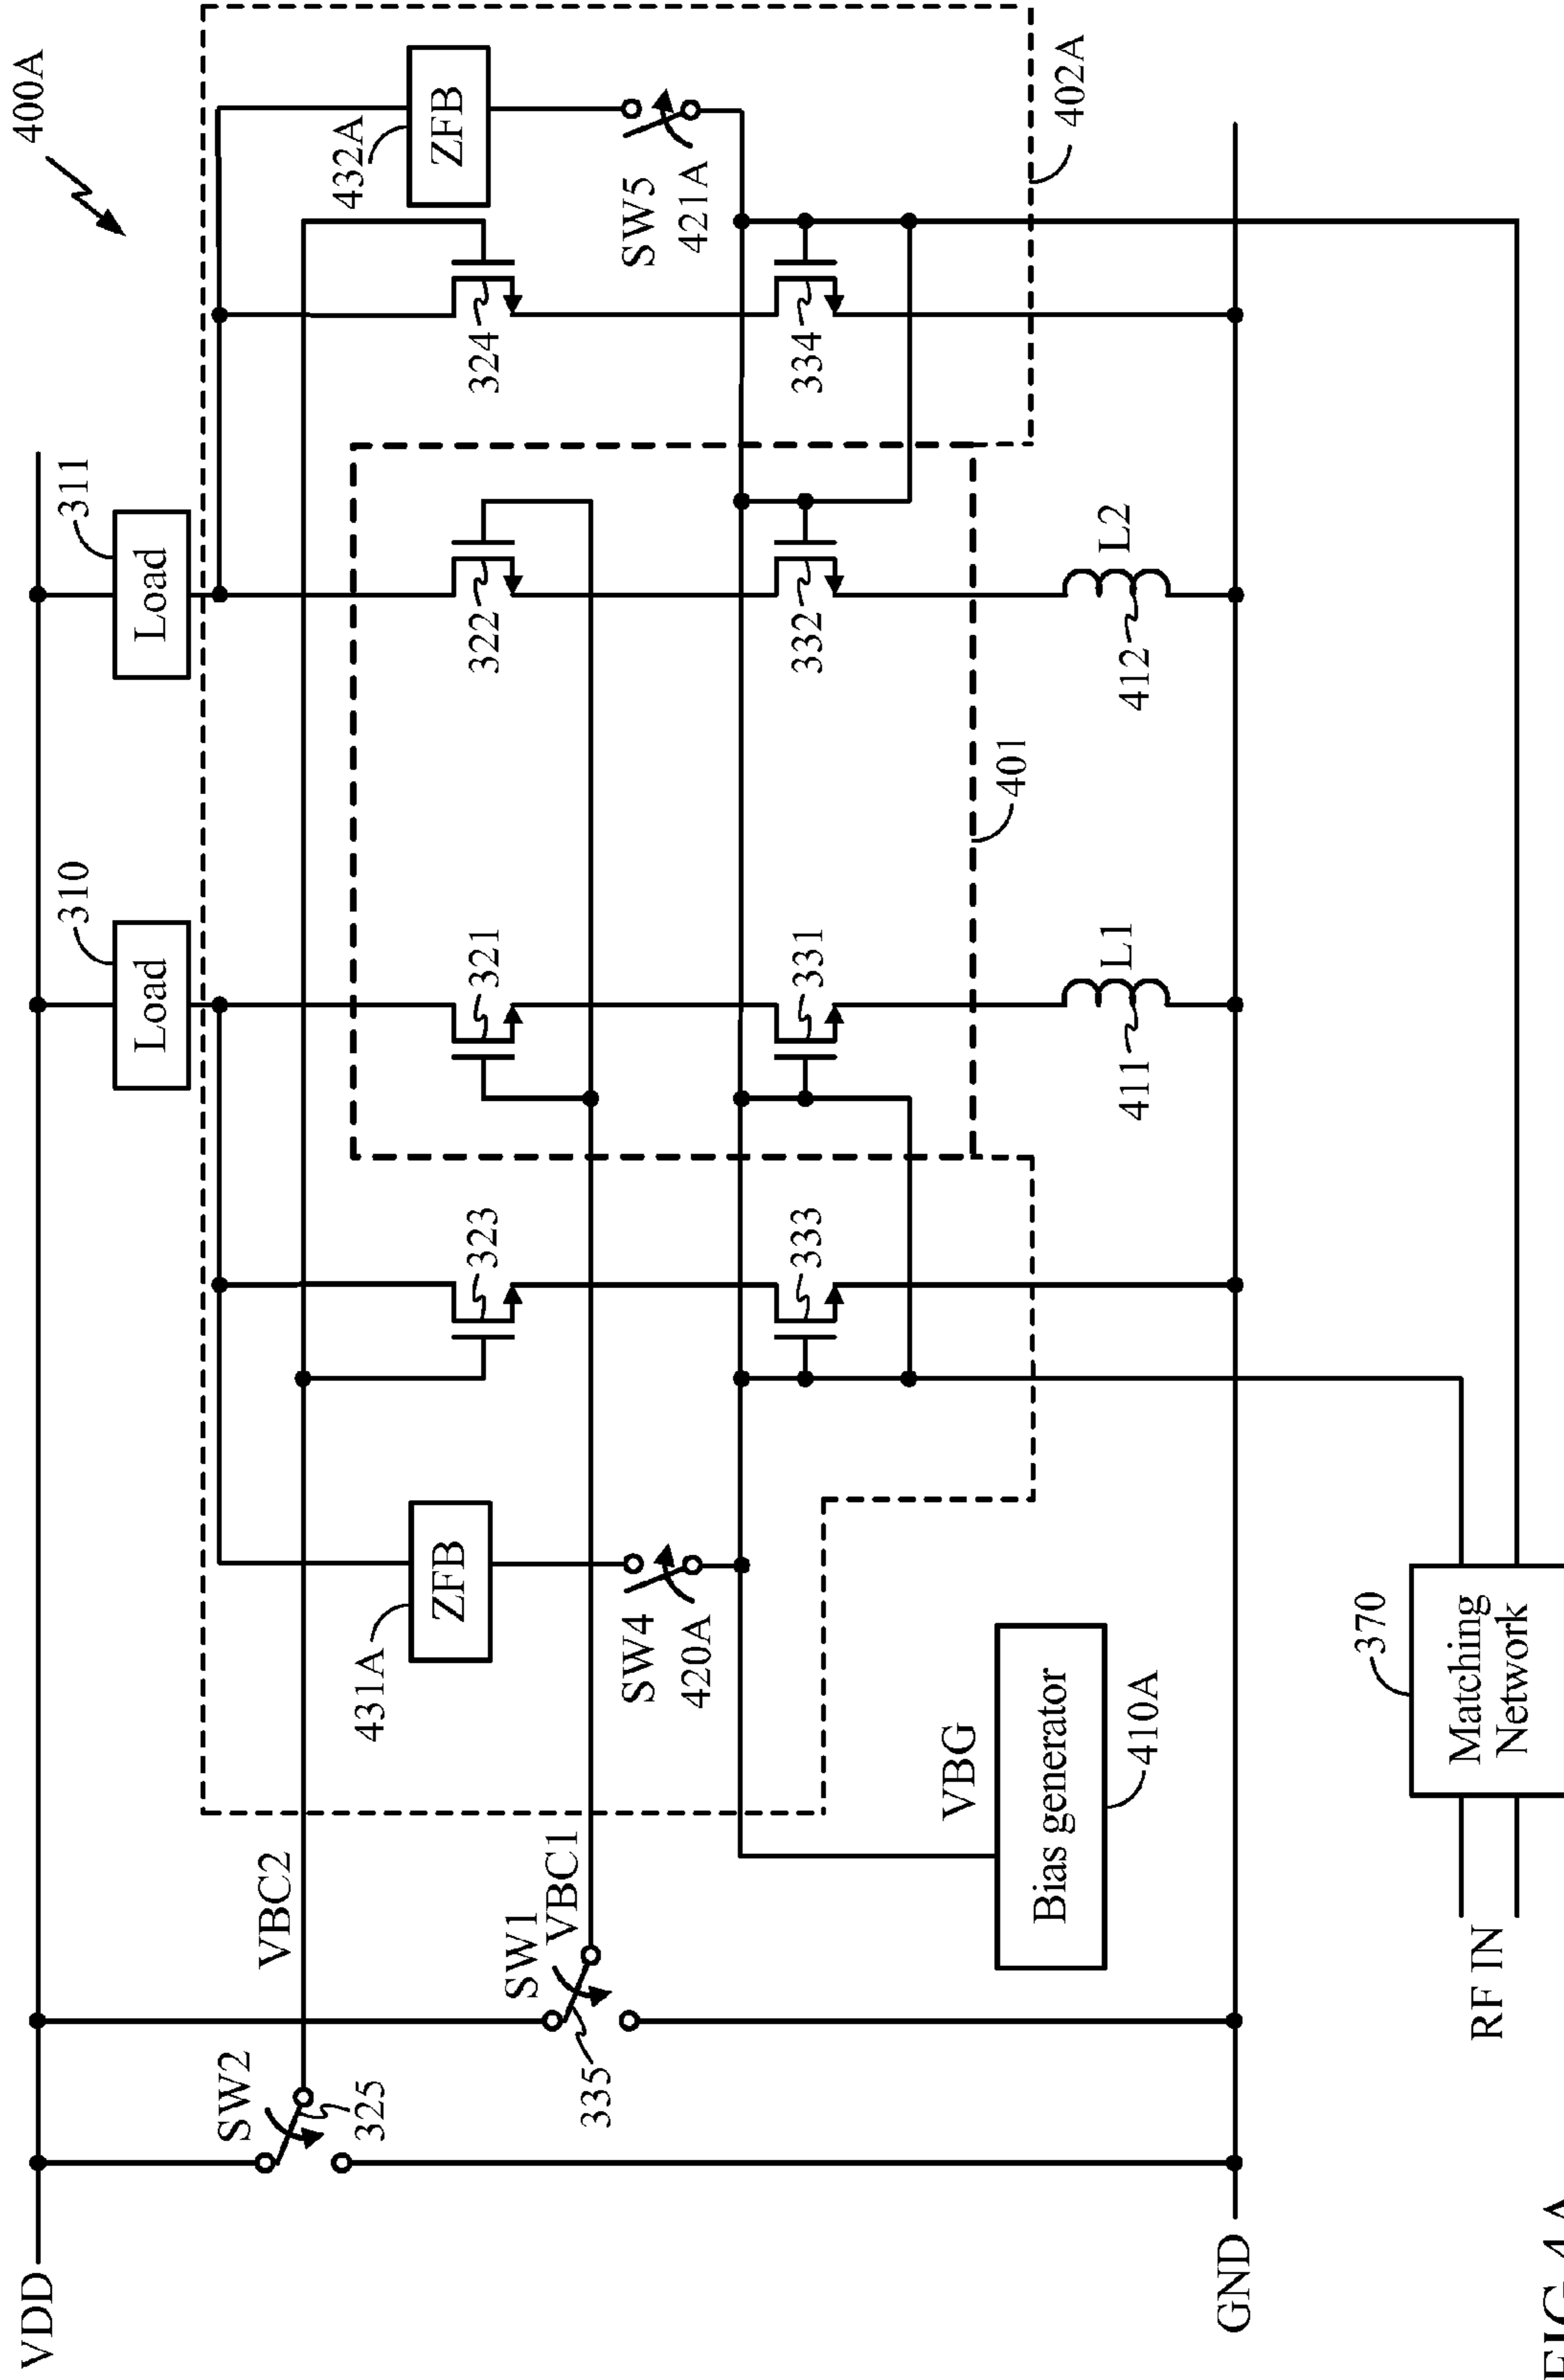 400A
VDD
Load
310
Load
311
SW2
325
VBC2
SW1
VBC1
335
431A
ZFB
SW4
420A
323
333
321
331
322
332
324
334
432A
ZFB
SW5
421A
402A
401
L1
411
L2
412
VBG
Bias generator
410A
GND
RF IN
Matching
Network
370
FIG 4A